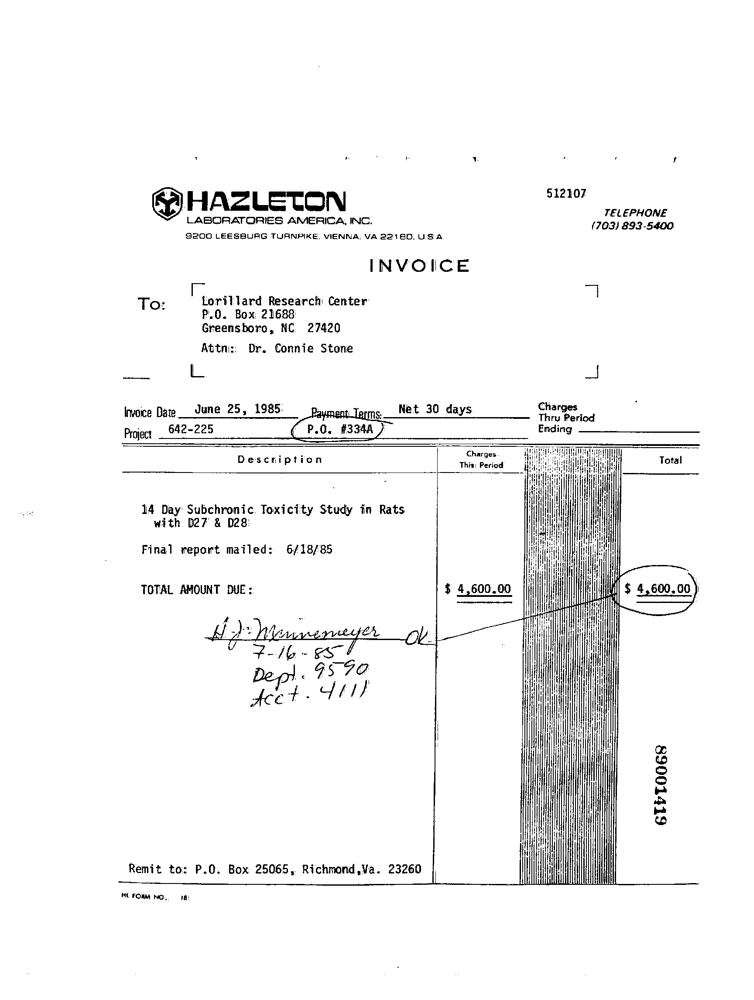 HAZLETON
LABORATORIES AMERICA, INC.
9200 LEESBURG TURNPIKE, VIENNA, VA 22180, U.S.A.
512107
TELEPHONE
(703) 893-5400
INVOICE
To:
Lorillard Research Center
P.O. Box 21688
Greensboro, NC 27420
Attn: Dr. Connie Stone
Invoice Date June 25, 1985 Payment Terms: Net 30 days
Project 642-225 P.O. #334A
Charges
Thru Period
Ending
Description
Charges
This Period
Total
14 Day Subchronic Toxicity Study in Rats
with D27 & D28
Final report mailed: 6/18/85
TOTAL AMOUNT DUE: $ 4,600.00 $ 4,600.00
H.J. Minnemeyer OK
7-16-85
Dept. 9590
Acct. 4111
89001419
Remit to: P.O. Box 25065, Richmond,Va. 23260
HL FORM NO. 18